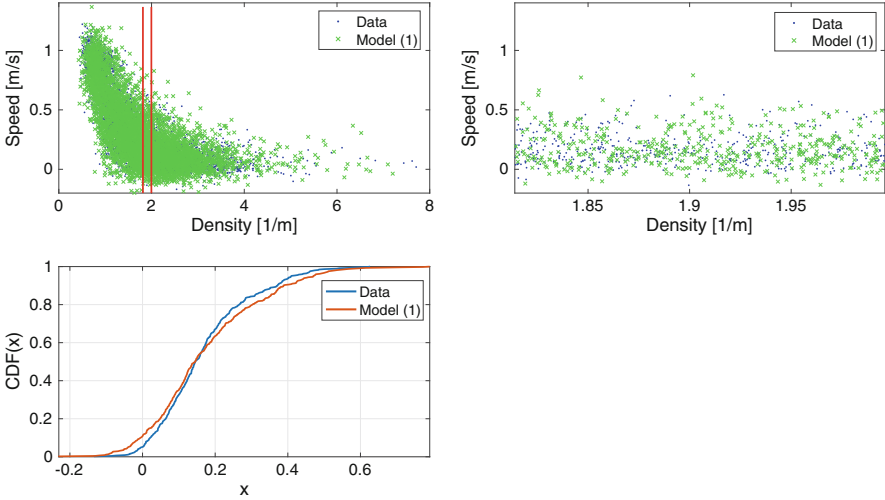 Speed [m/s]
1
0.5
0
0
2
4
6
8
Density [1/m]
Data
Model (1)
Speed [m/s]
1
0.5
0
1.85
1.9
1.95
Density [1/m]
Data
Model (1)
CDF(x)
1
0.8
0.6
0.4
0.2
0
-0.2
0
0.2
0.4
0.6
x
Data
Model (1)